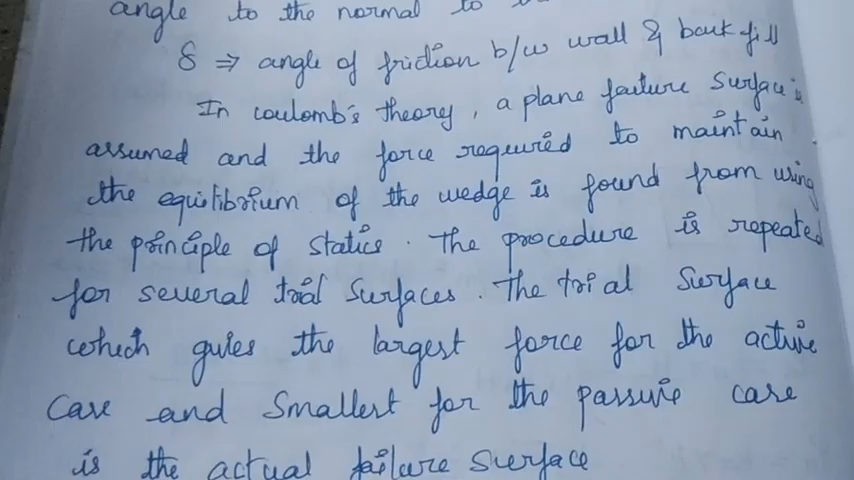 angle to the normal to
δ ⇒ angle of friction b/w wall & back fill
In coulomb's theory, a plane failure surface is
assumed and the force required to maintain
the equilibrium of the wedge is found from using
the principle of statics. The procedure is repeated
for several trial surfaces. The trial surface
which gives the largest force for the active
case and smallest for the passive case
is the actual failure surface